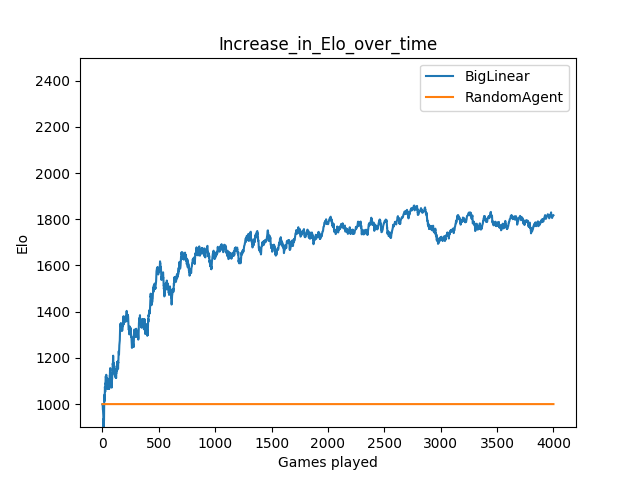 Increase_in_Elo_over_time
BigLinear
RandomAgent
2400
2200
2000
1800
1600
1400
1200
1000
Elo
0 500 1000 1500 2000 2500 3000 3500 4000
Games played